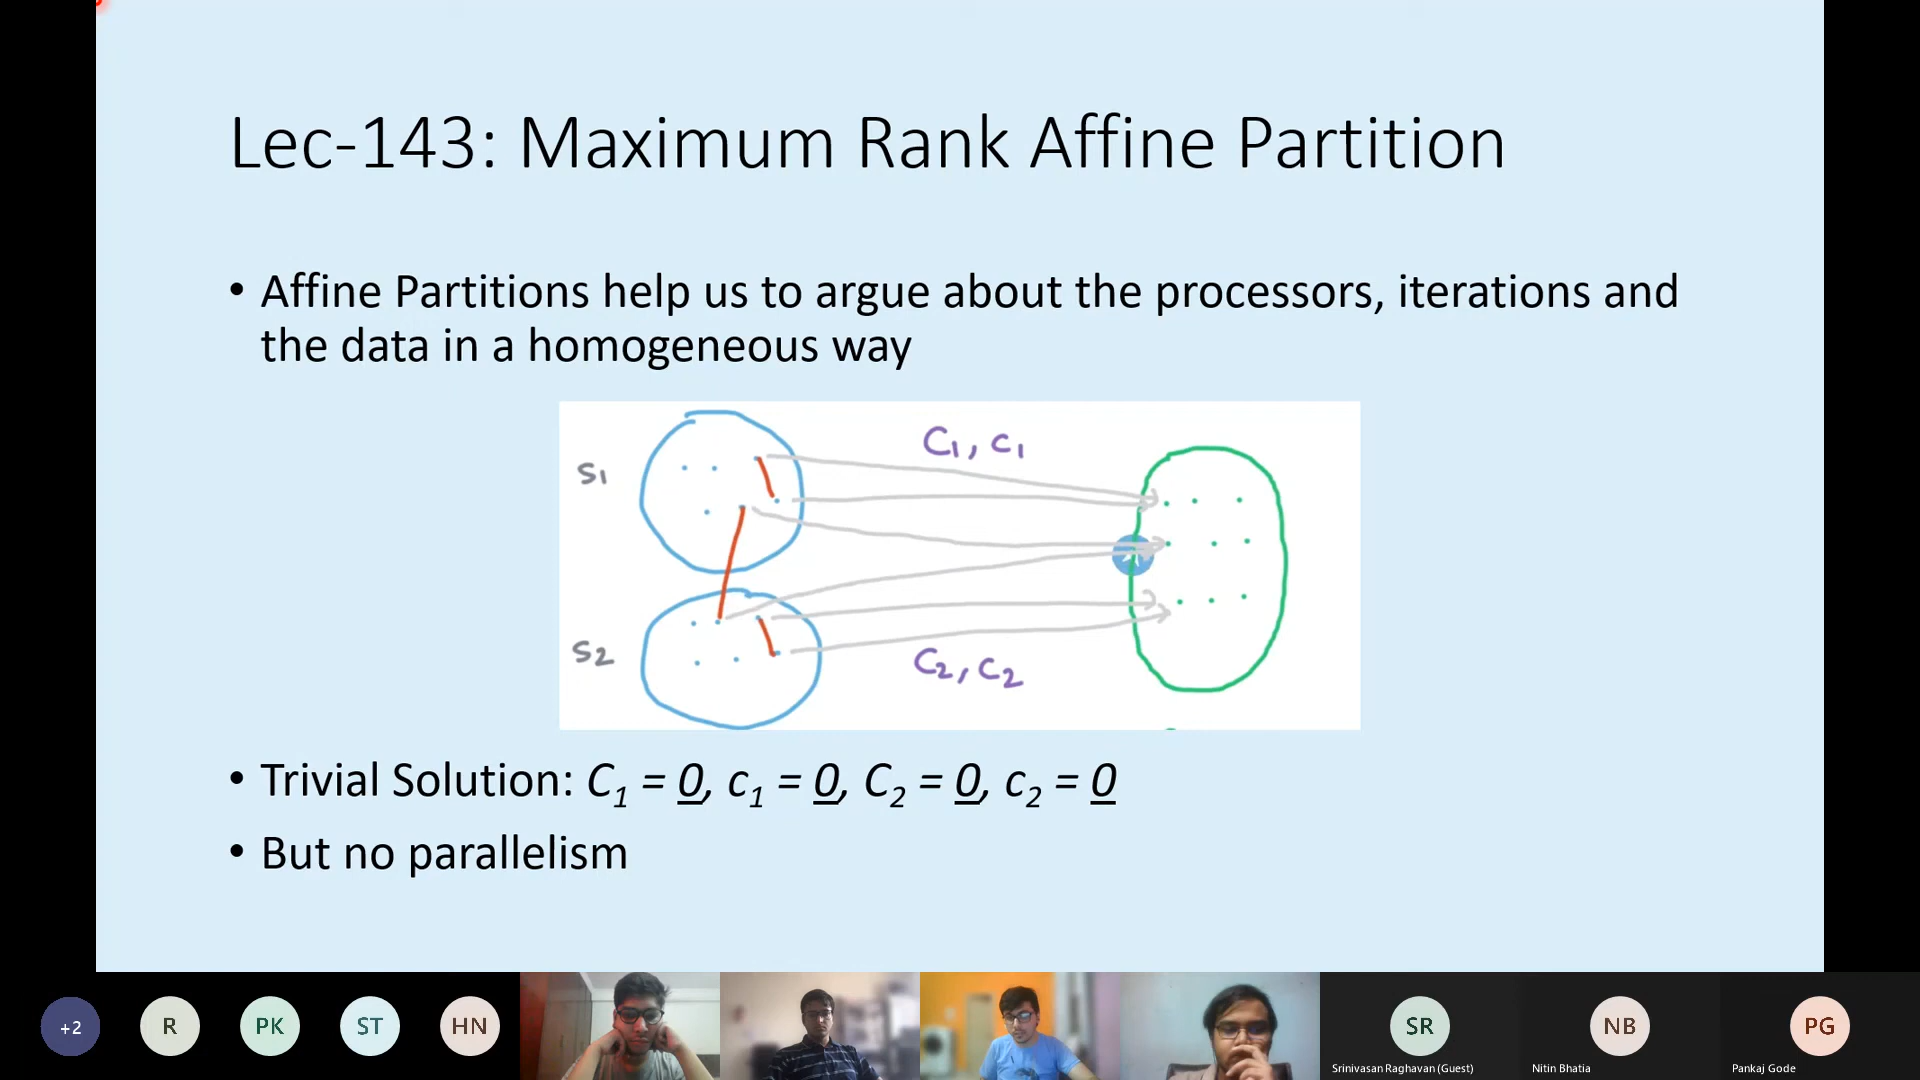 Lec-143: Maximum Rank Affine Partition
• Affine Partitions help us to argue about the processors, iterations and
the data in a homogeneous way
S1
C1, c1
S2
C2, c2
• Trivial Solution: C1 = 0, c1 = 0, C2 = 0, c2 = 0
• But no parallelism
+2
R
PK
ST
HN
SR
NB
PG
Srinivasan Raghavan (Guest)
Nitin Bhatia
Pankaj Gode